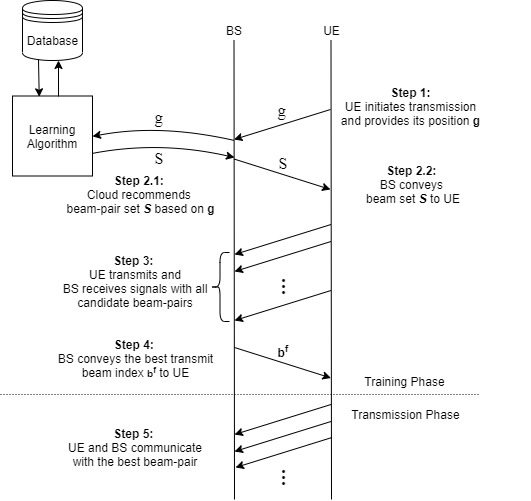 Database
BS
UE
Learning
Algorithm
g
g
S
S
Step 1:
UE initiates transmission
and provides its position g
Step 2.1:
Cloud recommends
beam-pair set S based on g
Step 2.2:
BS conveys
beam set S to UE
Step 3:
UE transmits and
BS receives signals with all
candidate beam-pairs
Step 4:
BS conveys the best transmit
beam index bᶠ to UE
bᶠ
Training Phase
Transmission Phase
Step 5:
UE and BS communicate
with the best beam-pair